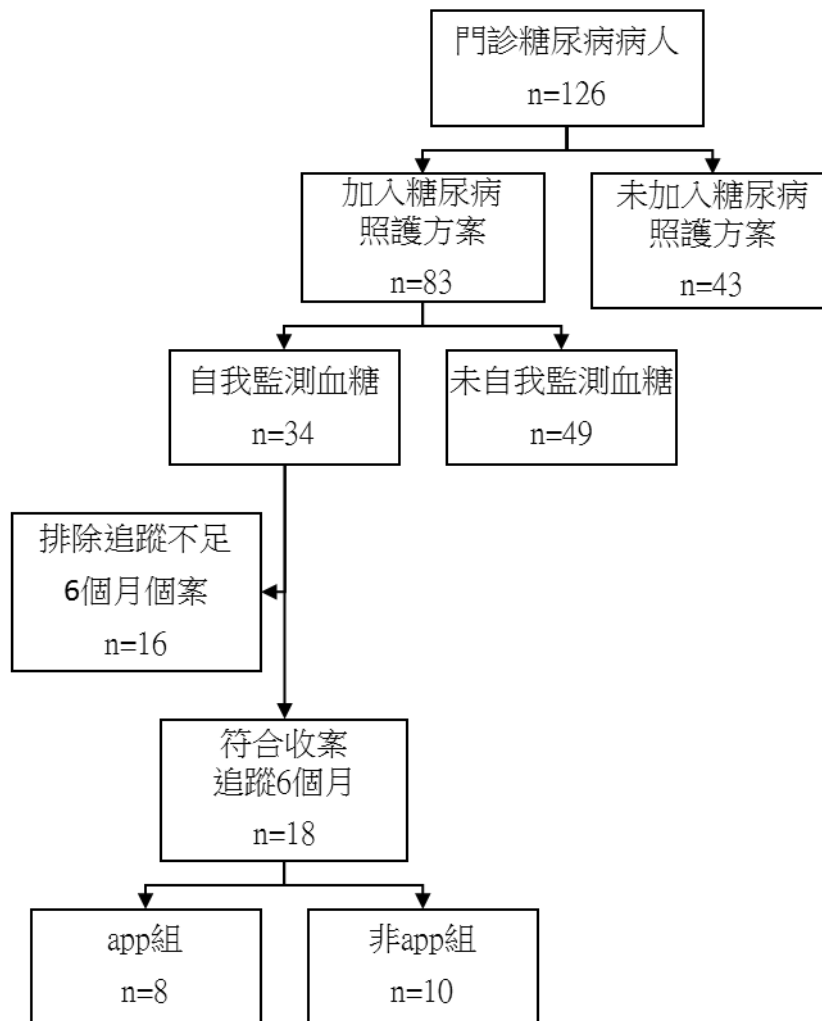 門診糖尿病病人
n=126
加入糖尿病
照護方案
n=83
未加入糖尿病
照護方案
n=43
自我監測血糖
n=34
未自我監測血糖
n=49
排除追蹤不足
6個月個案
n=16
符合收案
追蹤6個月
n=18
app組
n=8
非app組
n=10